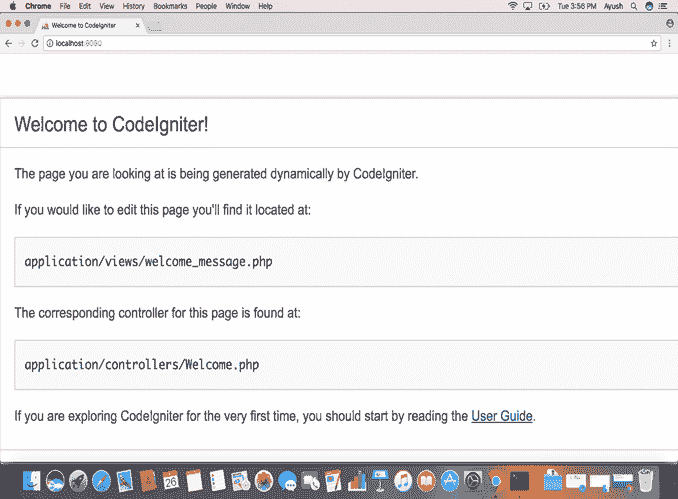 Chrome File Edit View History Bookmarks People Window Help Tue 3:56 PM Ayush
Welcome to CodeIgniter
localhost:8080
Welcome to CodeIgniter!
The page you are looking at is being generated dynamically by CodeIgniter.
If you would like to edit this page you'll find it located at:
application/views/welcome_message.php
The corresponding controller for this page is found at:
application/controllers/Welcome.php
If you are exploring CodeIgniter for the very first time, you should start by reading the User Guide.
26